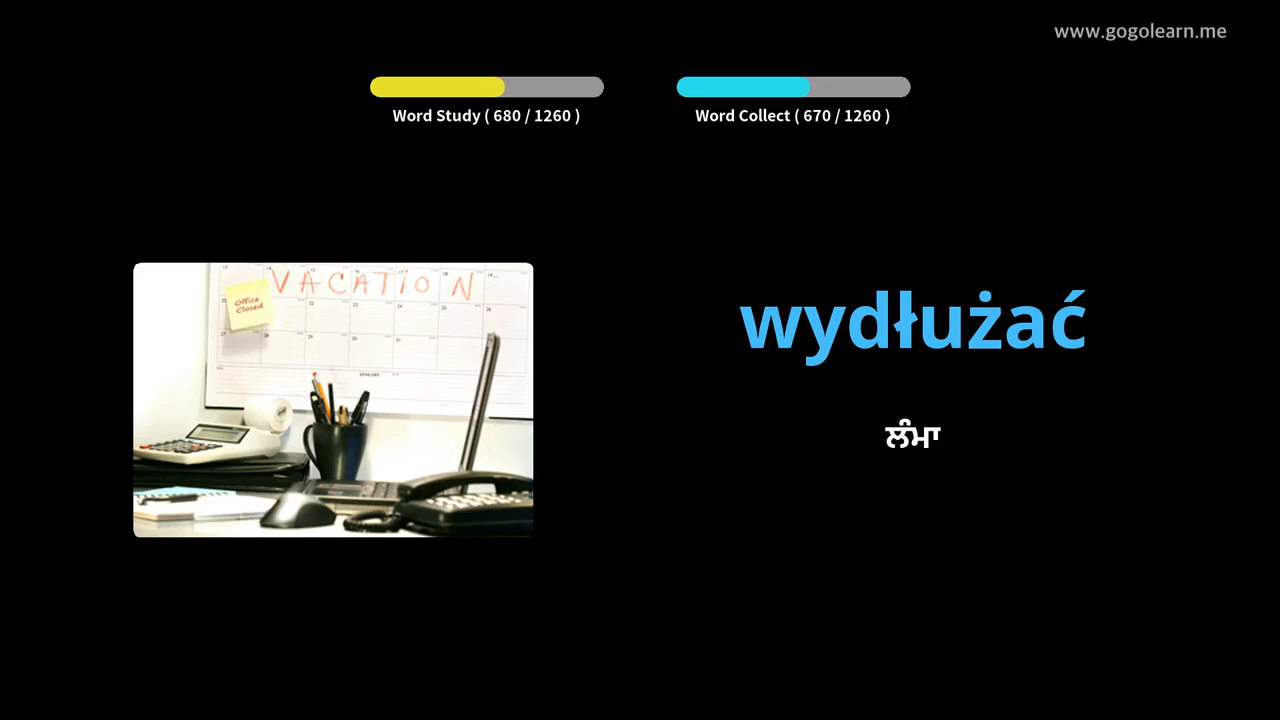 www.gogolearn.me
Word Study ( 680 / 1260 )
Word Collect ( 670 / 1260 )
VACATION
Office
Closed
wydłużać
ਲੰਮਾ